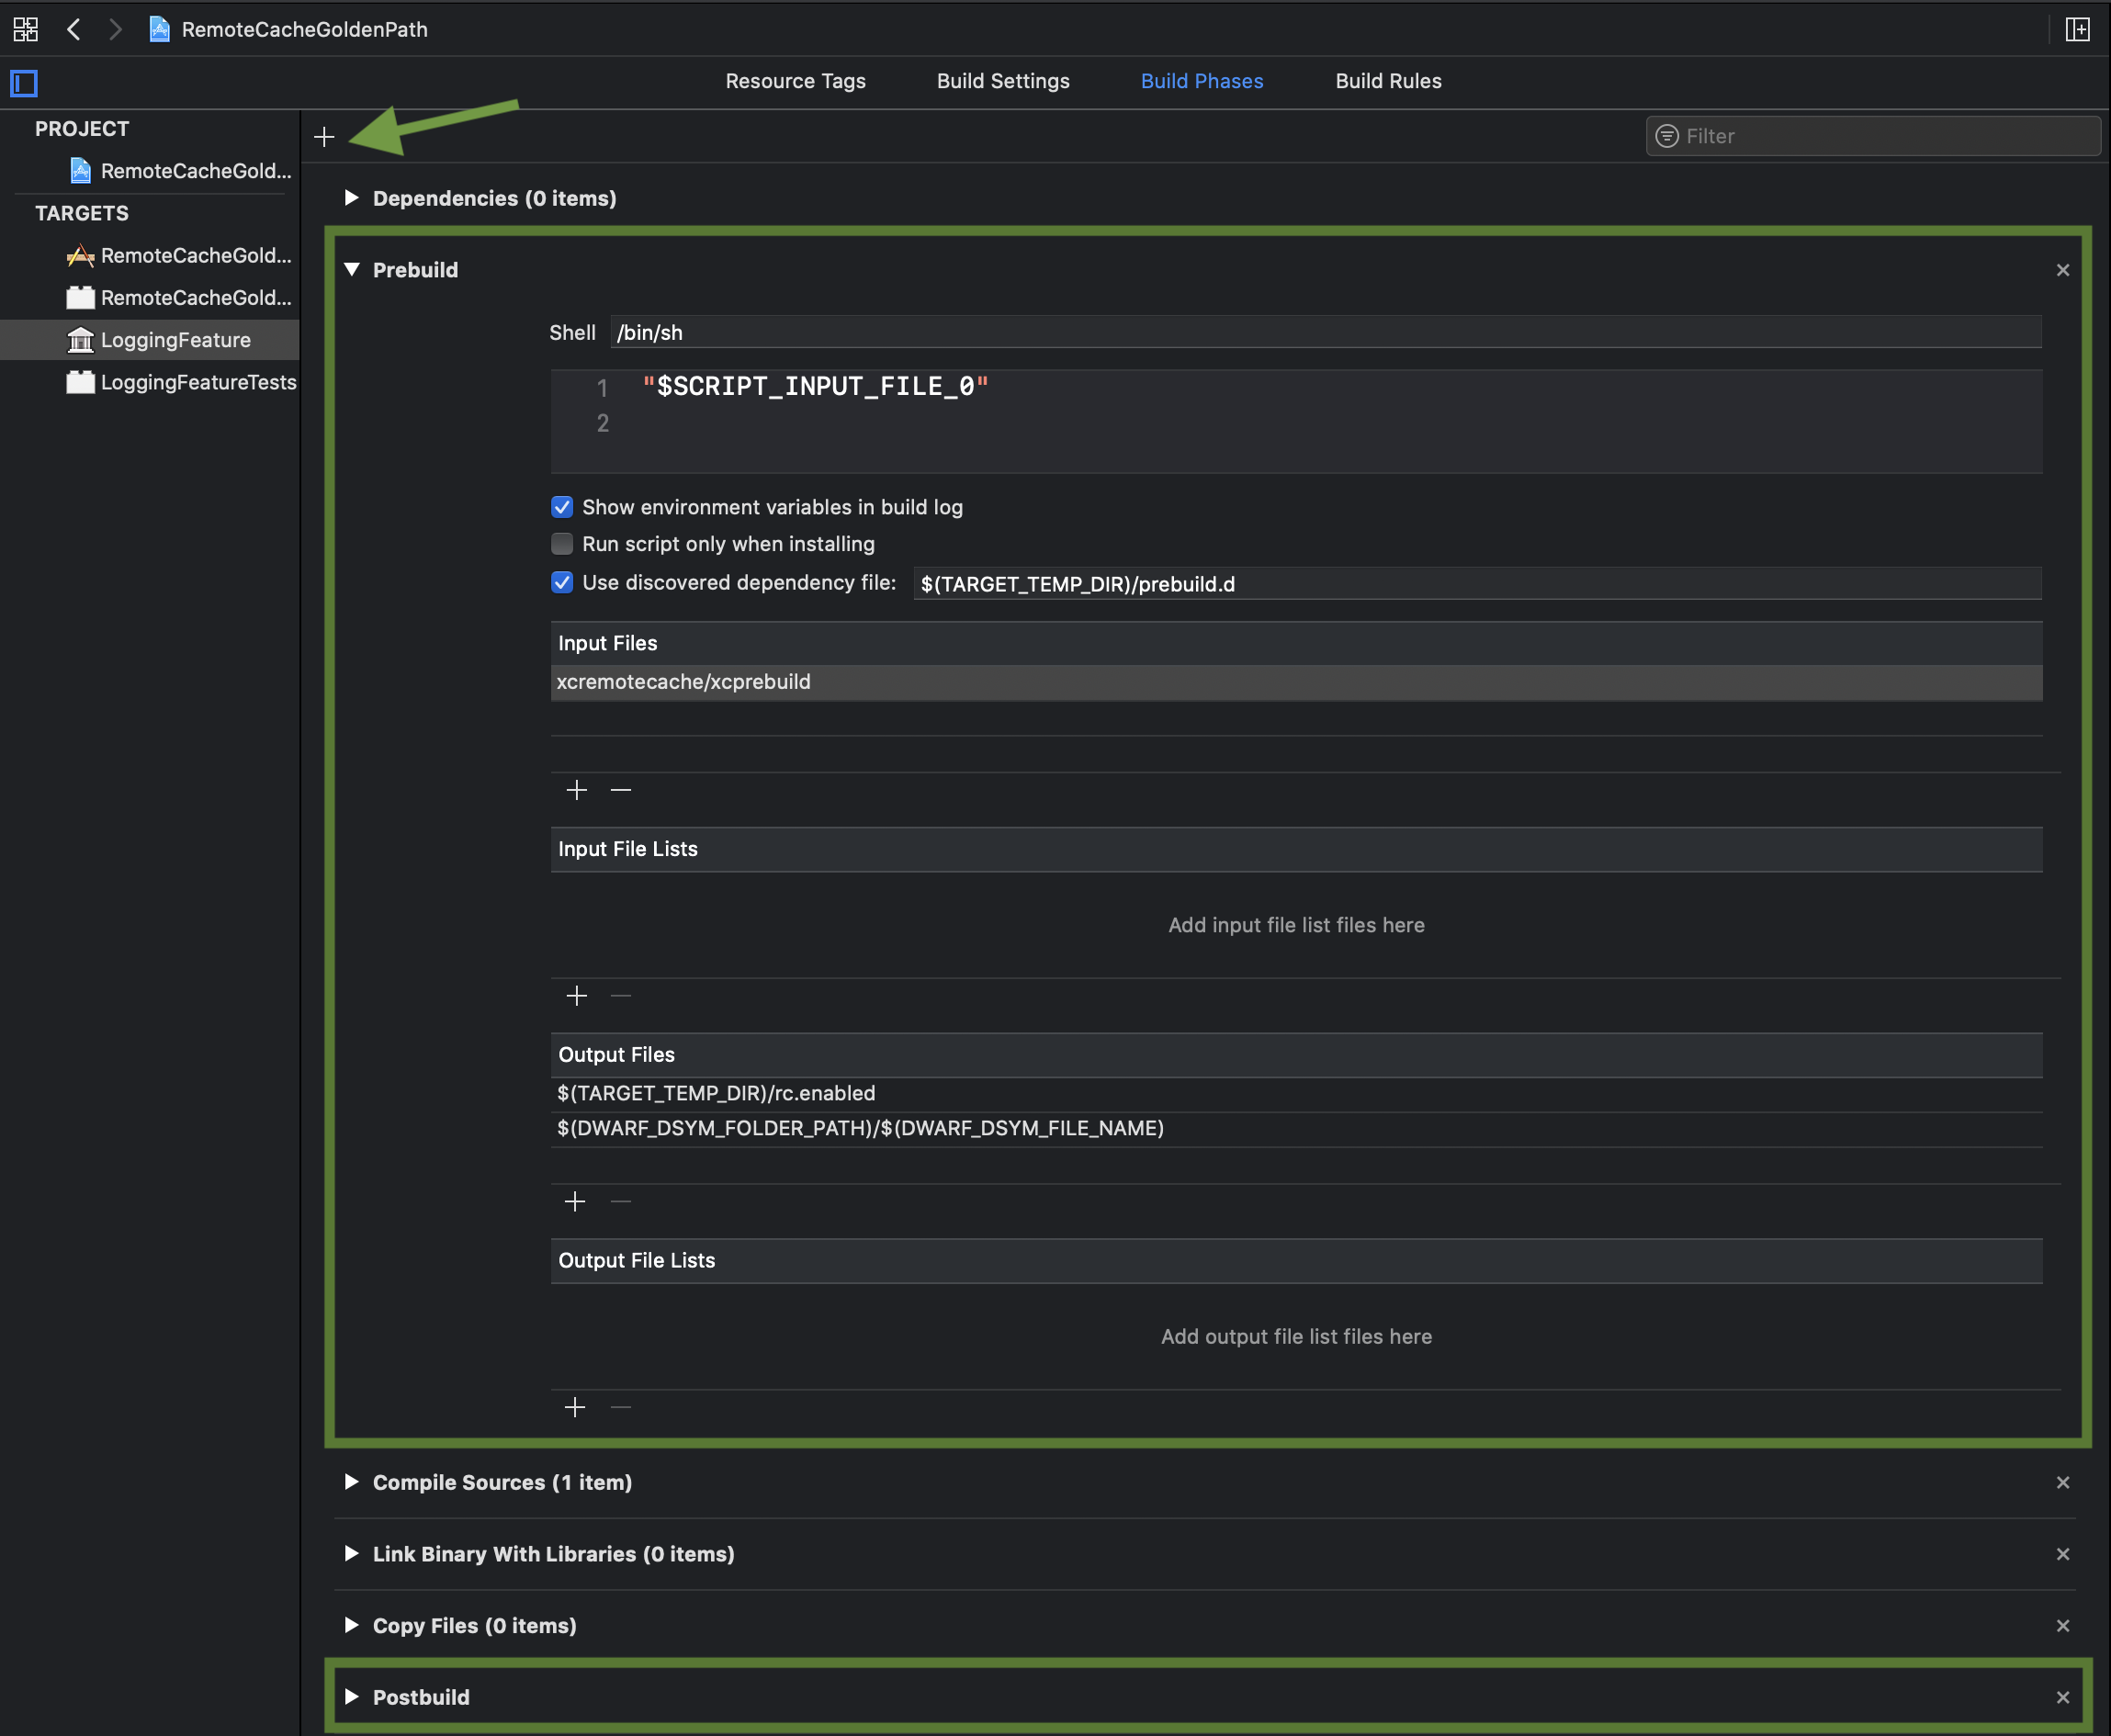 RemoteCacheGoldenPath
Resource Tags
Build Settings
Build Phases
Build Rules
PROJECT
RemoteCacheGold...
TARGETS
RemoteCacheGold...
RemoteCacheGold...
LoggingFeature
LoggingFeatureTests
Filter
Dependencies (0 items)
Prebuild
Shell /bin/sh
1 "$SCRIPT_INPUT_FILE_0"
2
Show environment variables in build log
Run script only when installing
Use discovered dependency file: $(TARGET_TEMP_DIR)/prebuild.d
Input Files
xcremotecache/xcprebuild
Input File Lists
Add input file list files here
Output Files
$(TARGET_TEMP_DIR)/rc.enabled
$(DWARF_DSYM_FOLDER_PATH)/$(DWARF_DSYM_FILE_NAME)
Output File Lists
Add output file list files here
Compile Sources (1 item)
Link Binary With Libraries (0 items)
Copy Files (0 items)
Postbuild